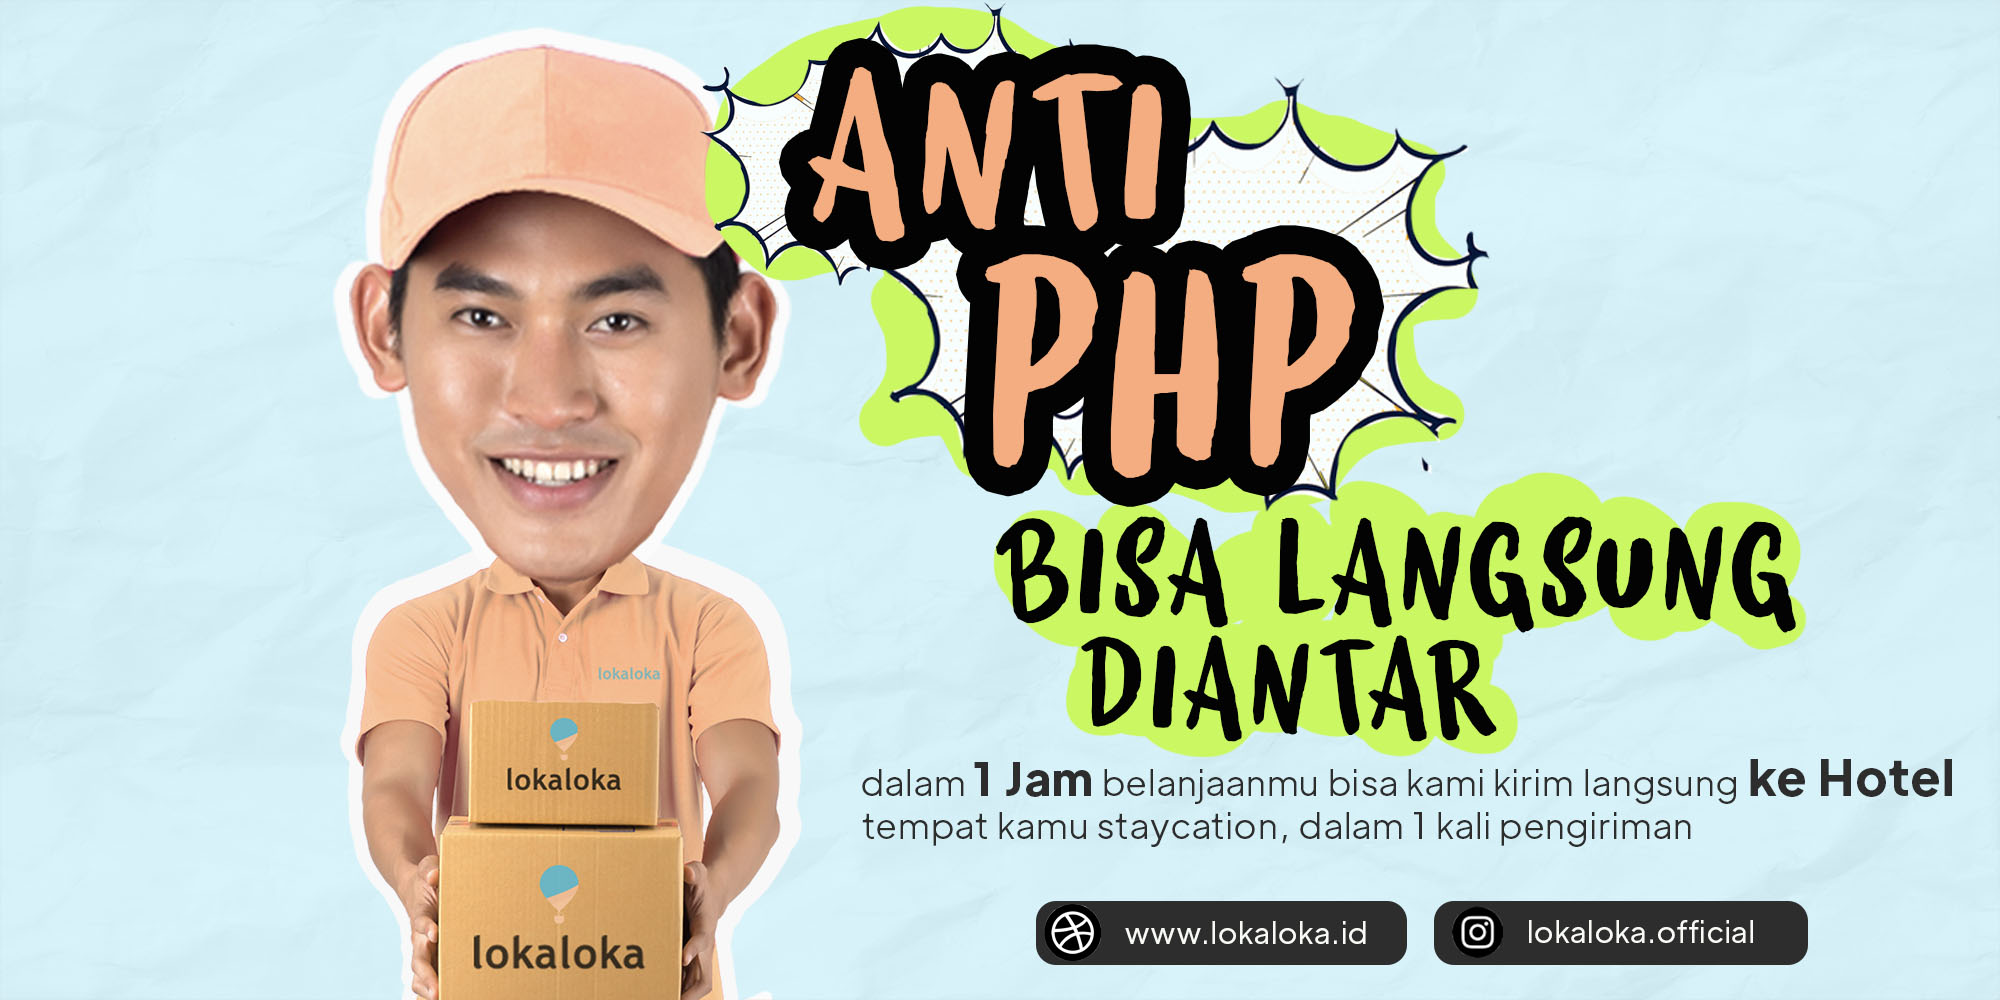 ANTI
PHP
BISA LANGSUNG
DIANTAR
dalam 1 Jam belanjaanmu bisa kami kirim langsung ke Hotel
tempat kamu staycation, dalam 1 kali pengiriman
lokaloka
lokaloka
lokaloka
www.lokaloka.id
lokaloka.official